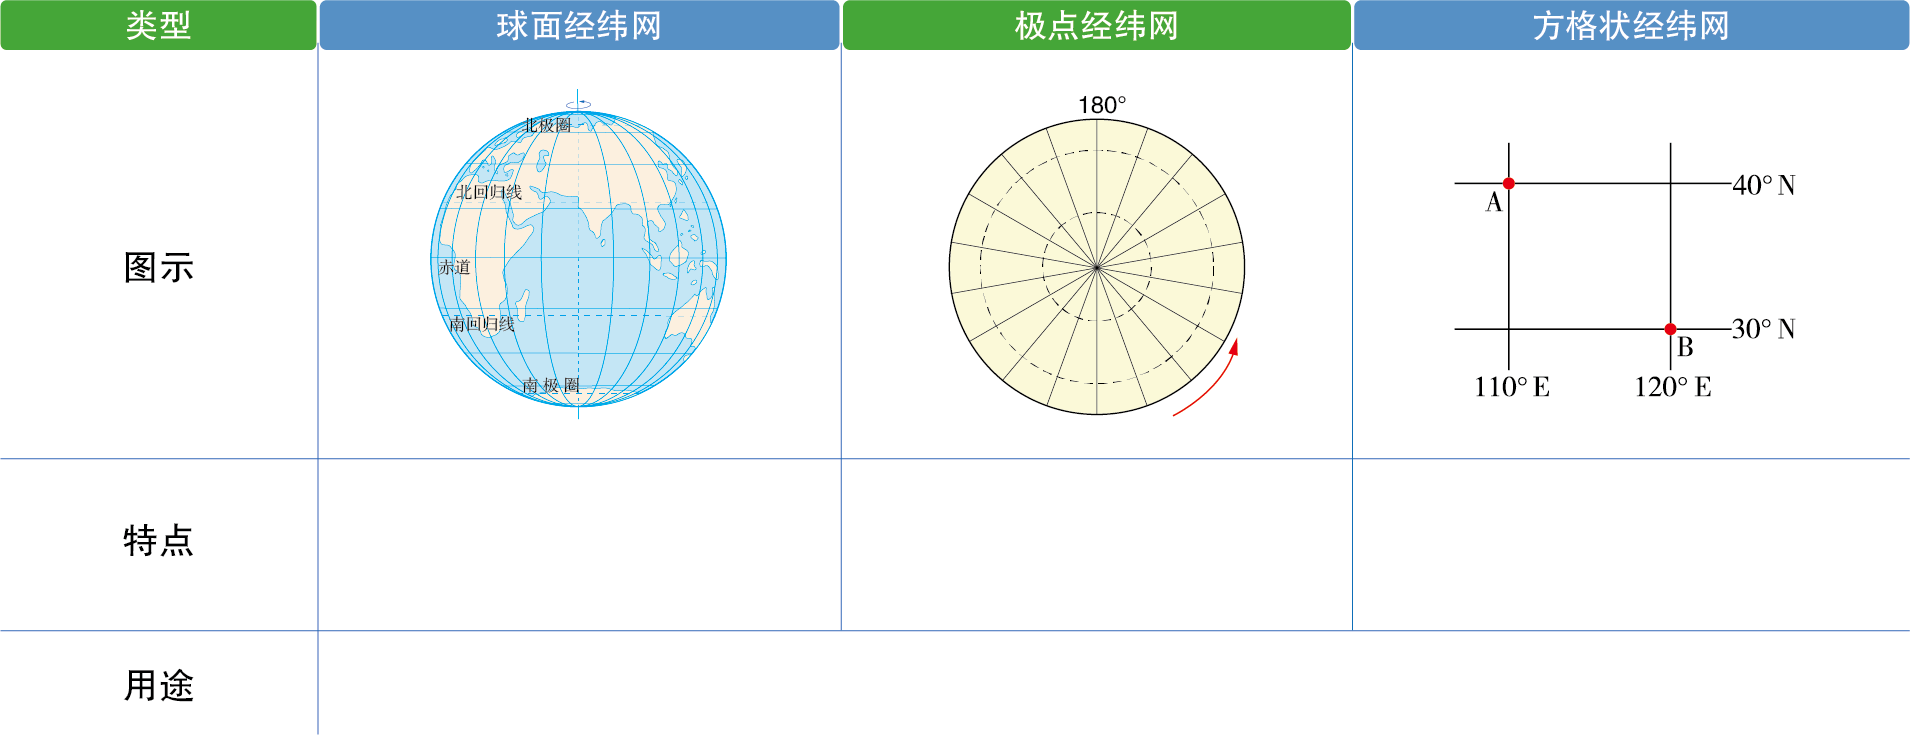 类型
球面经纬网
极点经纬网
方格状经纬网
图示
北极圈
北回归线
赤道
南回归线
南极圈
180°
A
40° N
30° N
B
110° E
120° E
特点
用途